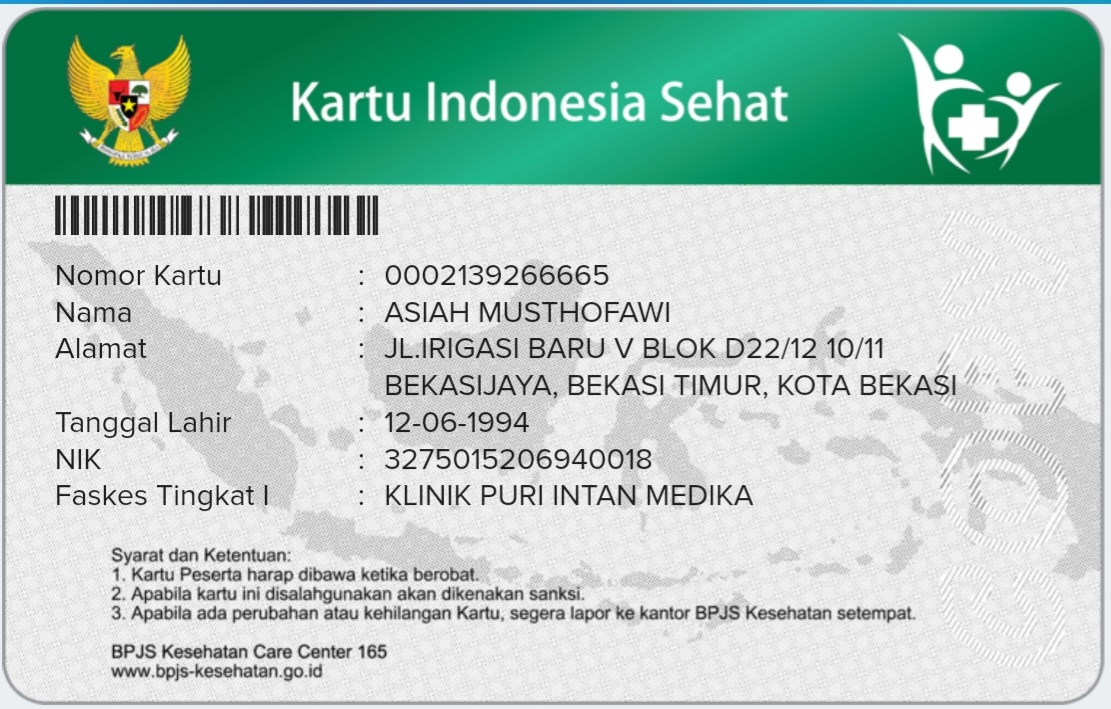 Kartu Indonesia Sehat
Nomor Kartu : 0002139266665
Nama : ASIAH MUSTHOFAWI
Alamat : JL.IRIGASI BARU V BLOK D22/12 10/11
BEKASIJAYA, BEKASI TIMUR, KOTA BEKASI
Tanggal Lahir : 12-06-1994
NIK : 3275015206940018
Faskes Tingkat I : KLINIK PURI INTAN MEDIKA
Syarat dan Ketentuan:
1. Kartu Peserta harap dibawa ketika berobat.
2. Apabila kartu ini disalahgunakan akan dikenakan sanksi.
3. Apabila ada perubahan atau kehilangan Kartu, segera lapor ke kantor BPJS Kesehatan setempat.
BPJS Kesehatan Care Center 165
www.bpjs-kesehatan.go.id